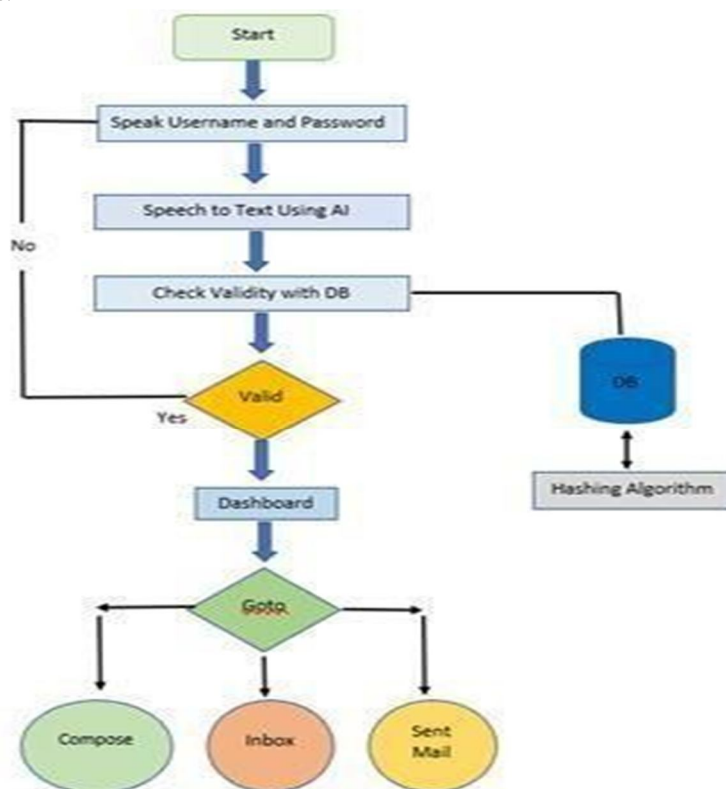 Start
Speak Username and Password
Speech to Text Using AI
No
Check Validity with DB
DB
Valid
Yes
Hashing Algorithm
Dashboard
Goto
Compose
Inbox
Sent
Mail